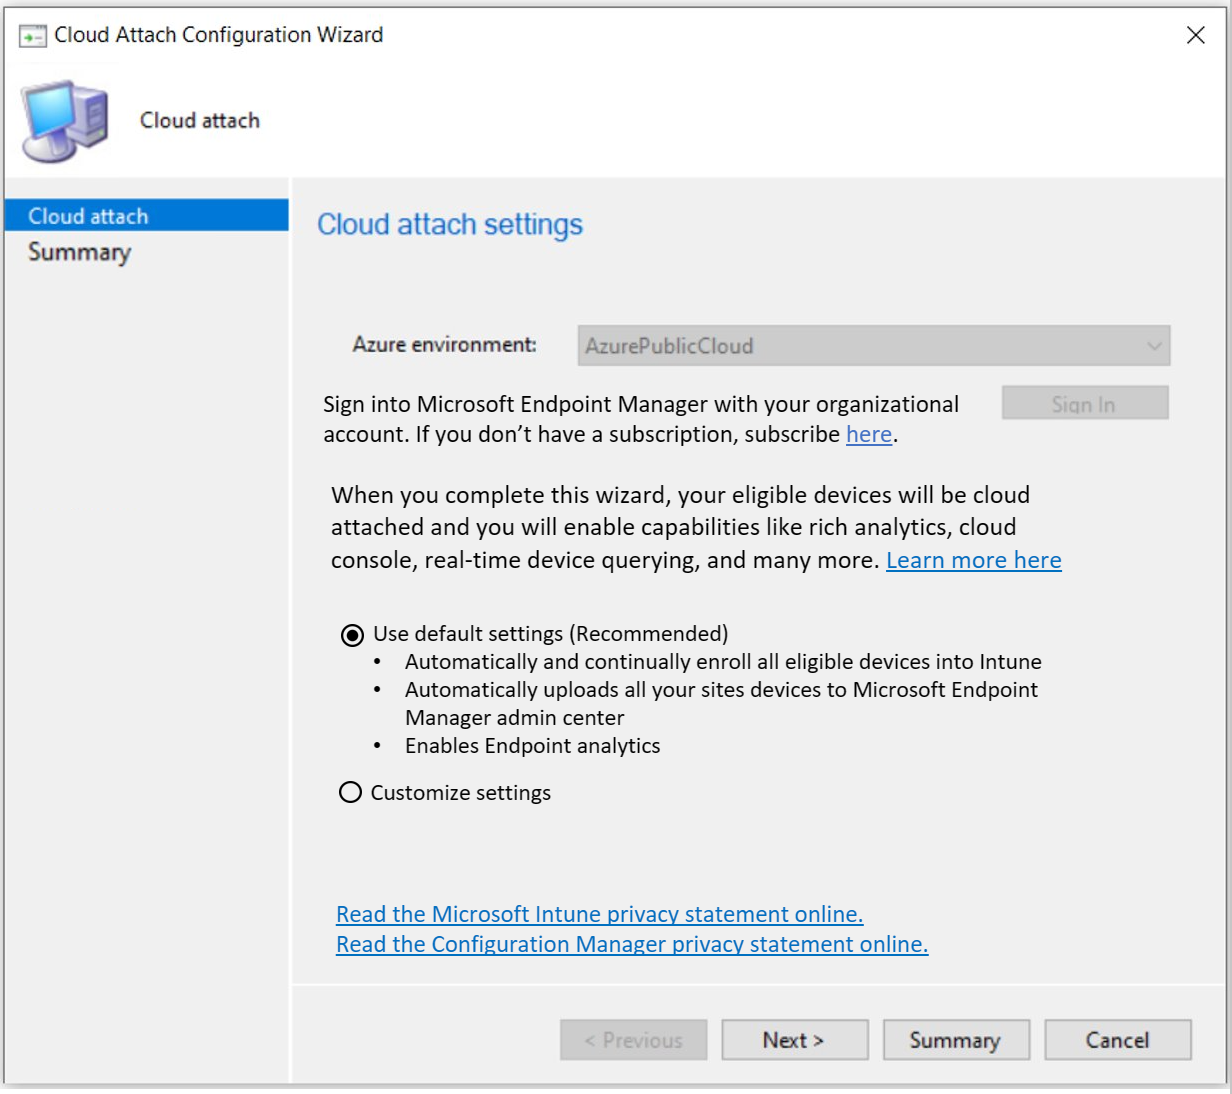 Cloud Attach Configuration Wizard
Cloud attach
Cloud attach
Summary
Cloud attach settings
Azure environment:
AzurePublicCloud
Sign into Microsoft Endpoint Manager with your organizational
account. If you don’t have a subscription, subscribe here.
Sign In
When you complete this wizard, your eligible devices will be cloud
attached and you will enable capabilities like rich analytics, cloud
console, real-time device querying, and many more. Learn more here
Use default settings (Recommended)
• Automatically and continually enroll all eligible devices into Intune
• Automatically uploads all your sites devices to Microsoft Endpoint
Manager admin center
• Enables Endpoint analytics
Customize settings
Read the Microsoft Intune privacy statement online.
Read the Configuration Manager privacy statement online.
< Previous
Next >
Summary
Cancel